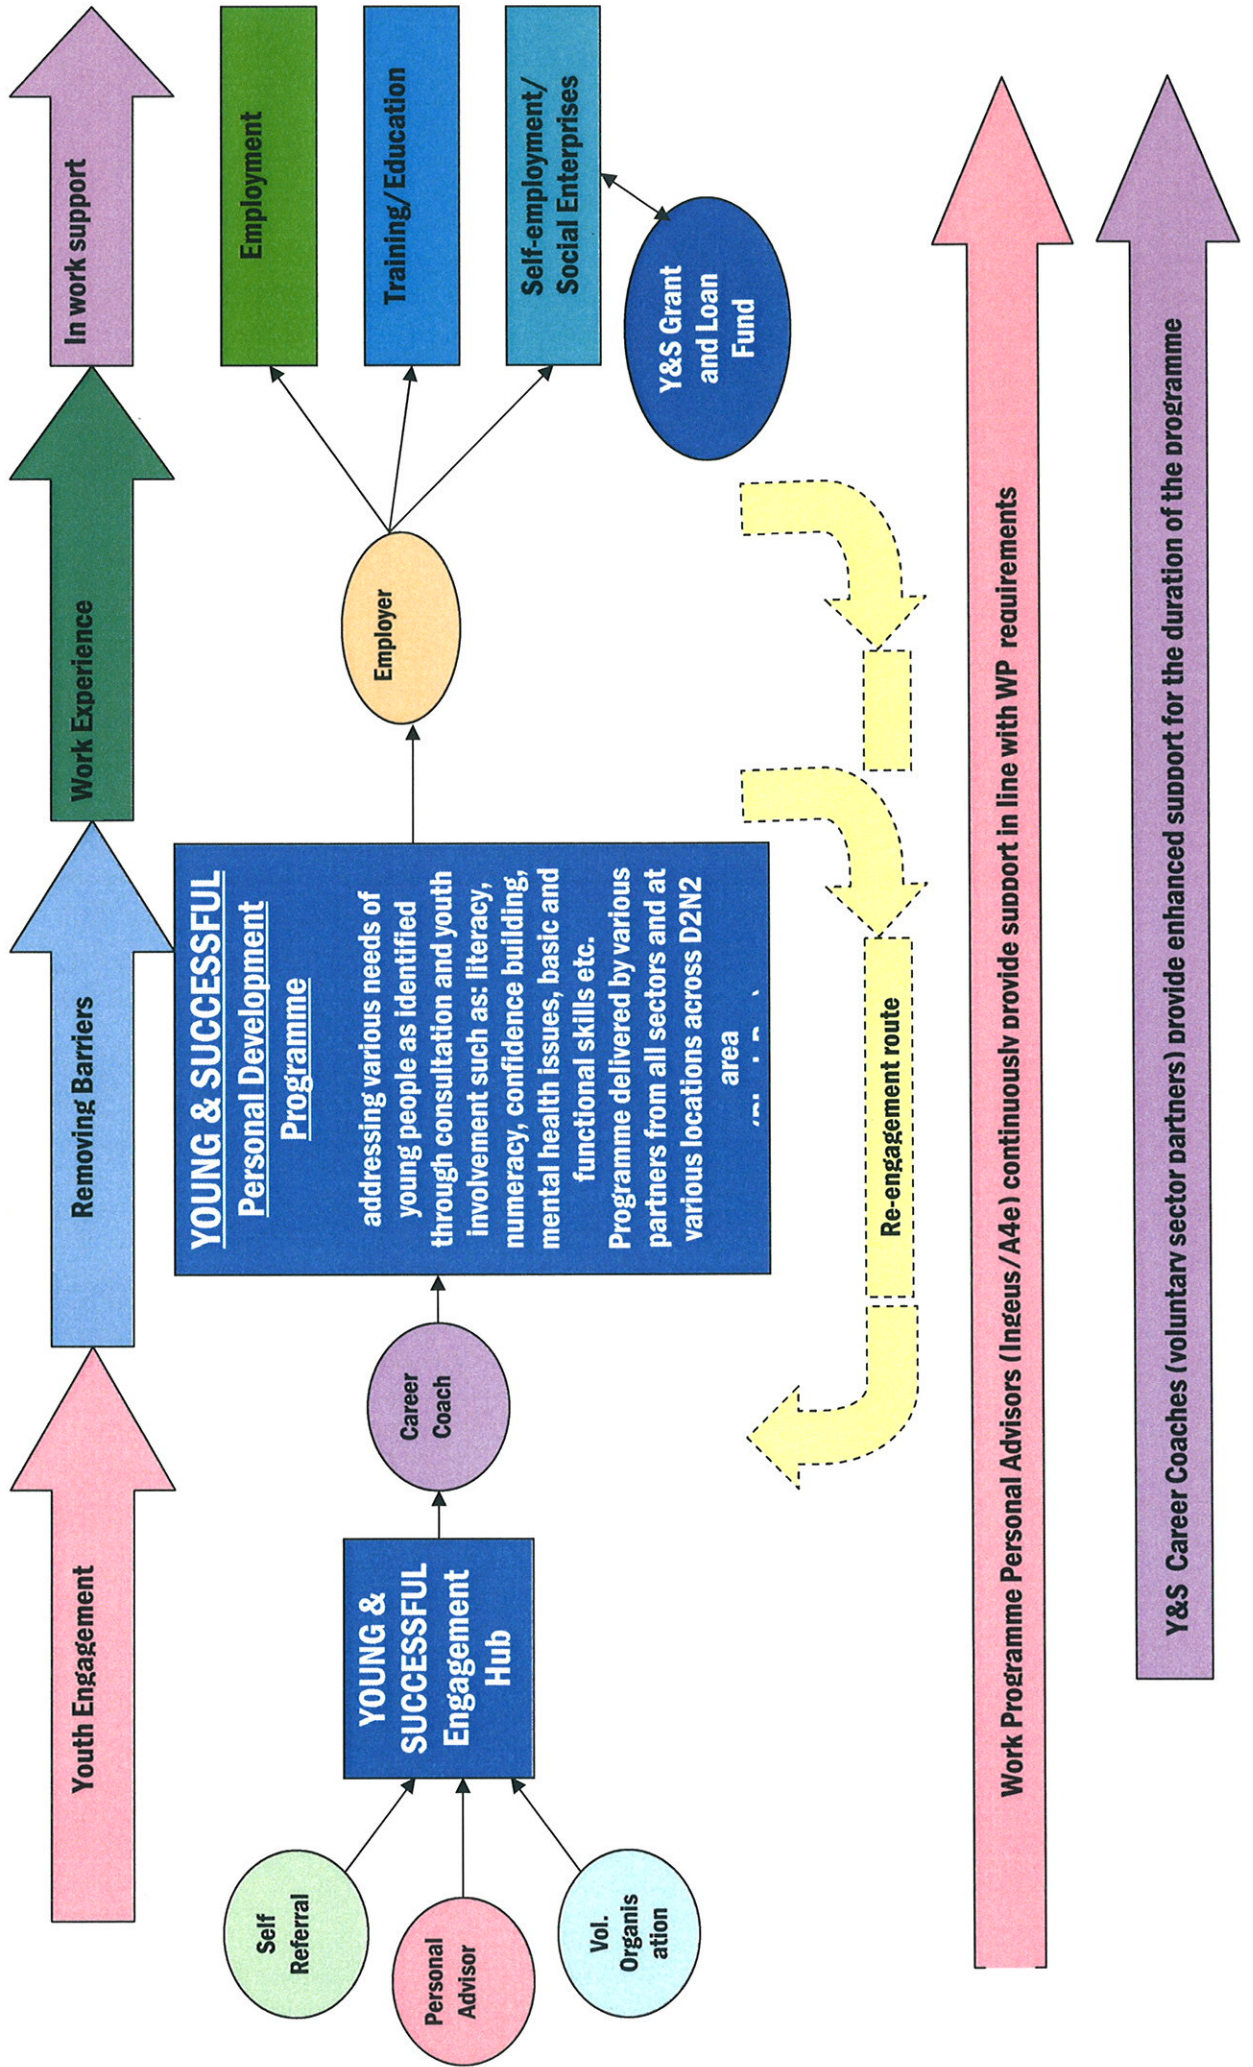 Youth Engagement
Removing Barriers
Work Experience
In work support
Self
Referral
Personal
Advisor
Vol.
Organis
ation
YOUNG &
SUCCESSFUL
Engagement
Hub
Career
Coach
YOUNG & SUCCESSFUL
Personal Development
Programme
addressing various needs of
young people as identified
through consultation and youth
involvement such as: literacy,
numeracy, confidence building,
mental health issues, basic and
functional skills etc.
Programme delivered by various
partners from all sectors and at
various locations across D2N2
area
Employer
Employment
Training/Education
Self-employment/
Social Enterprises
Y&S Grant
and Loan
Fund
Re-engagement route
Work Programme Personal Advisors (Ingeus/A4e) continuously provide support in line with WP requirements
Y&S Career Coaches (voluntary sector partners) provide enhanced support for the duration of the programme